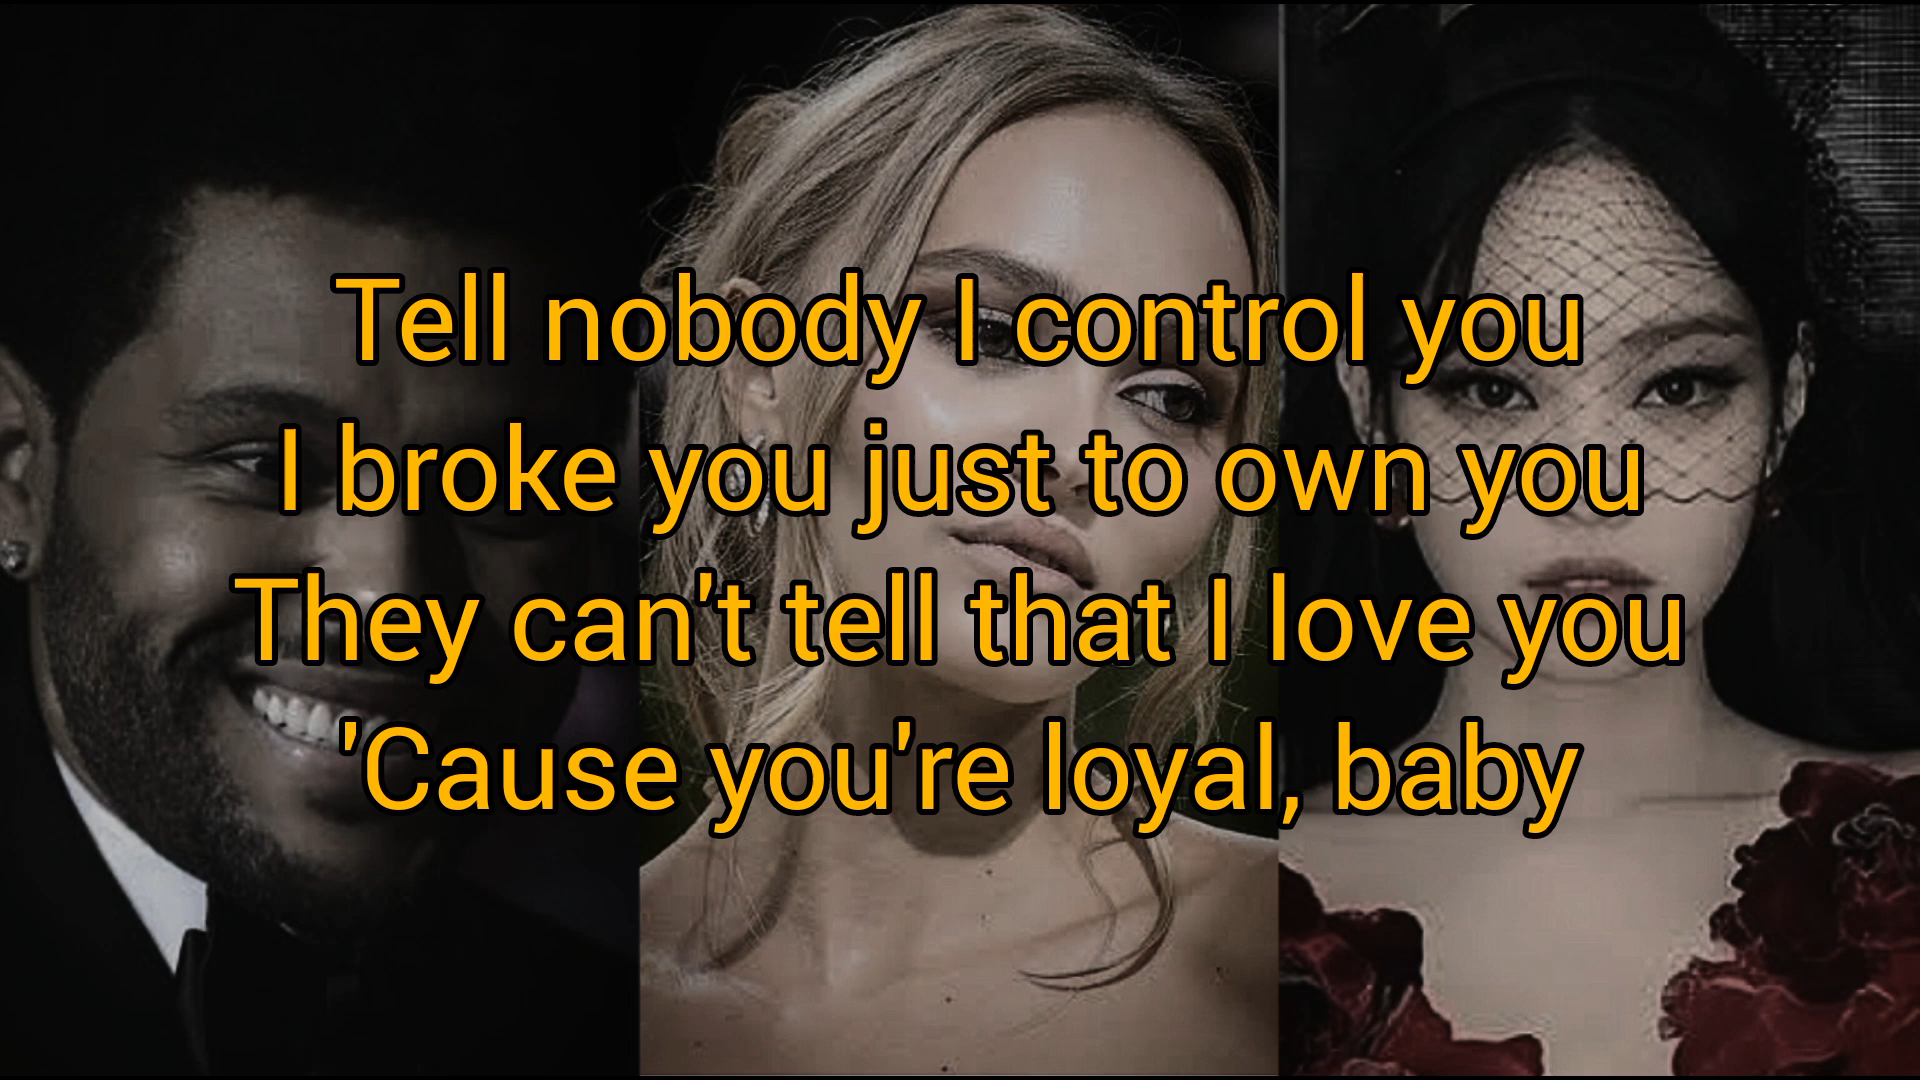 Tell nobody I control you
I broke you just to own you
They can't tell that I love you
'Cause you're loyal, baby